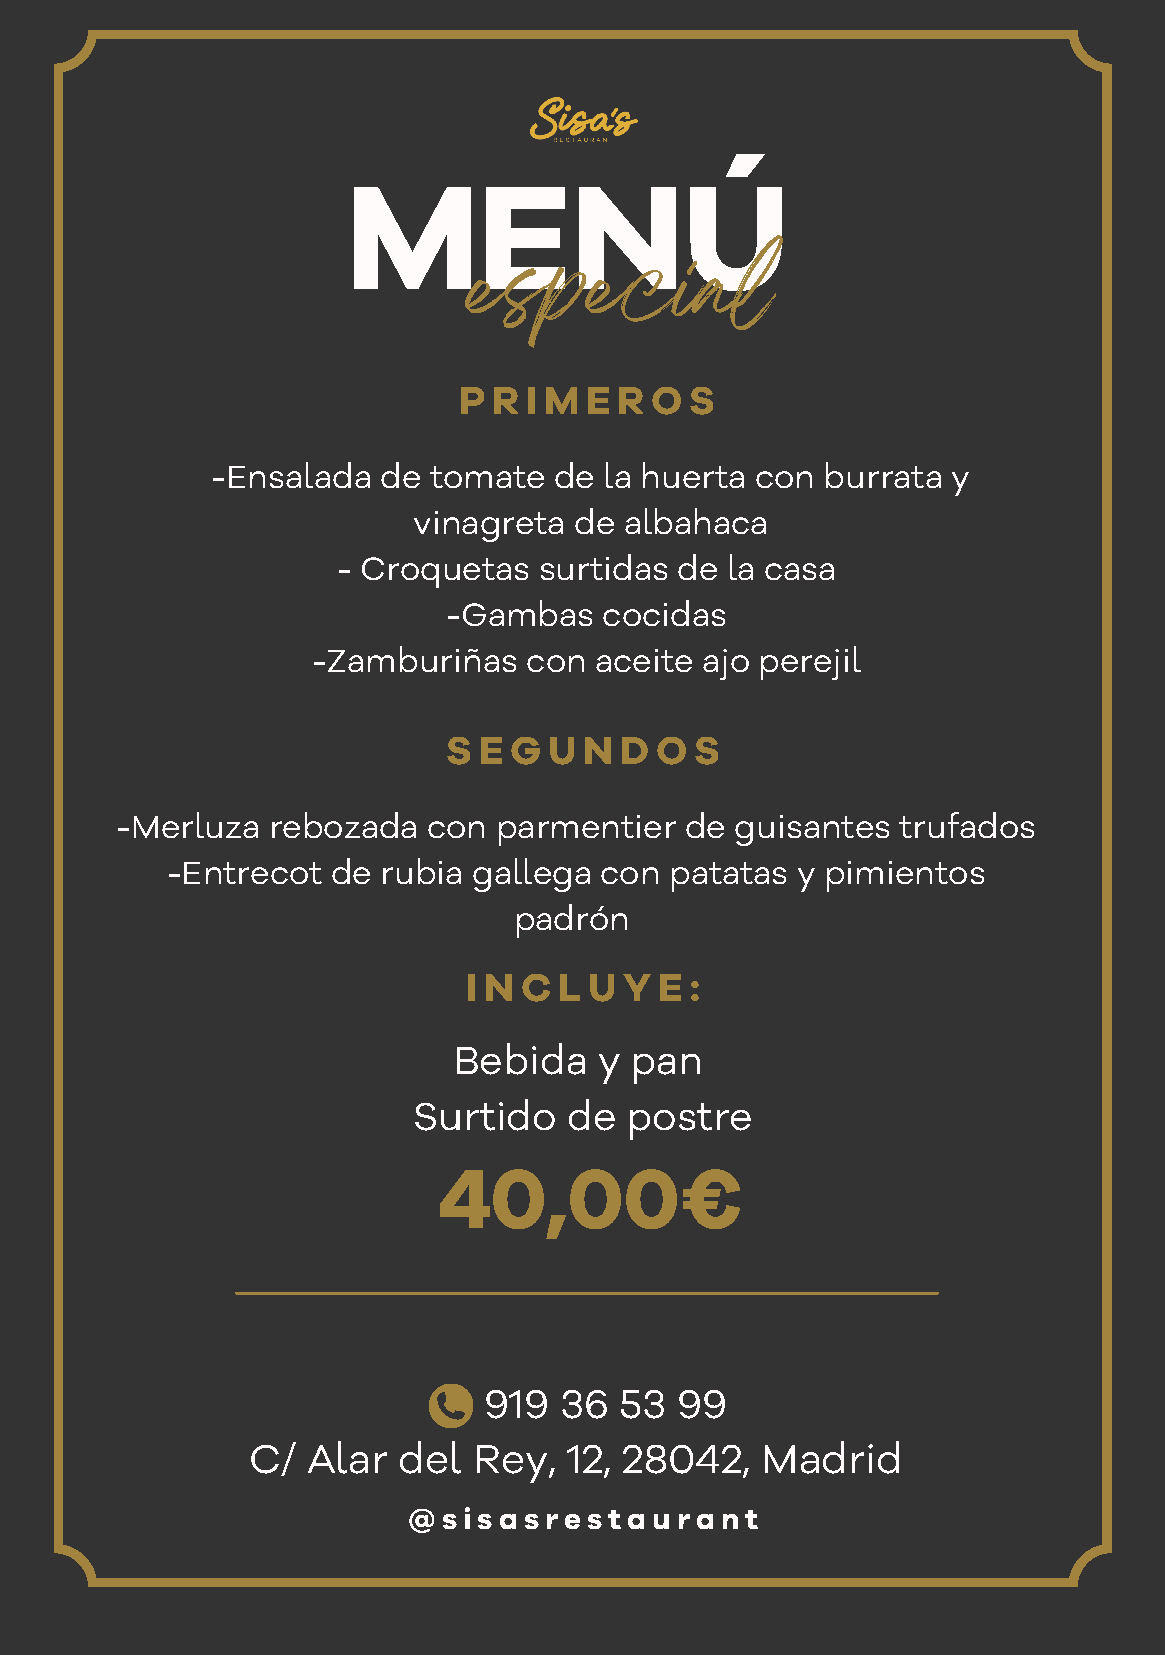 Sisa's
RESTAURAN
MENÚ
especial
PRIMEROS
-Ensalada de tomate de la huerta con burrata y
vinagreta de albahaca
- Croquetas surtidas de la casa
-Gambas cocidas
-Zamburiñas con aceite ajo perejil
SEGUNDOS
-Merluza rebozada con parmentier de guisantes trufados
-Entrecot de rubia gallega con patatas y pimientos
padrón
INCLUYE:
Bebida y pan
Surtido de postre
40,00€
919 36 53 99
C/ Alar del Rey, 12, 28042, Madrid
@sisasrestaurant